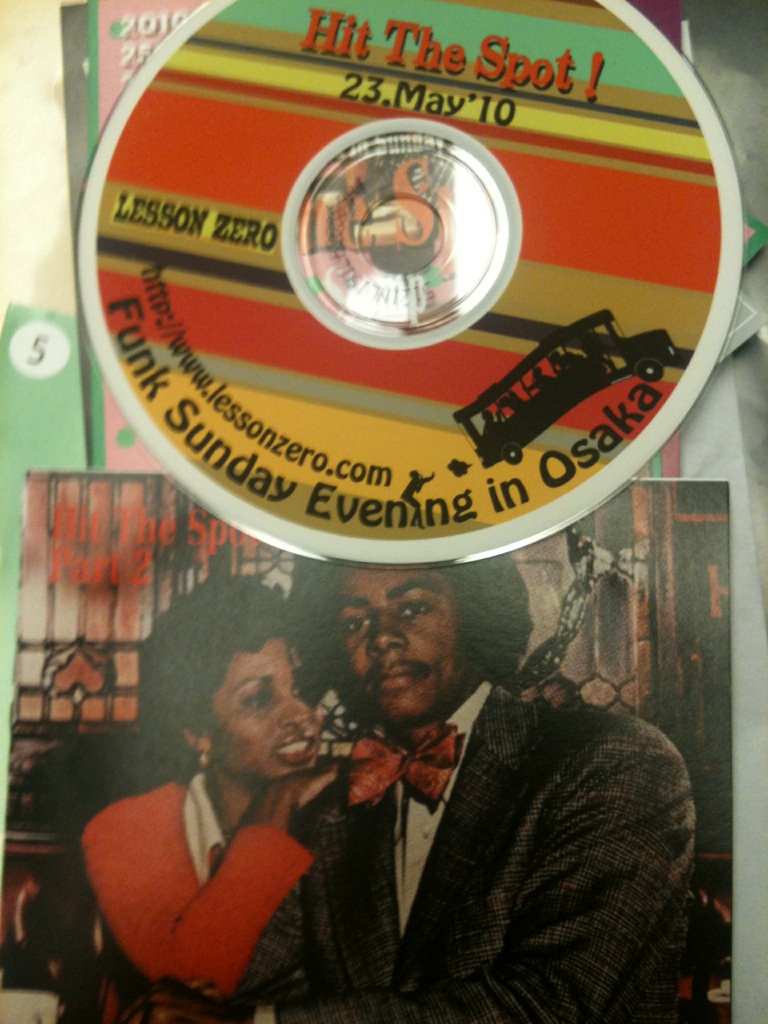 2010
Hit The Spot!
23.May'10
LESSON ZERO
http://www.lessonzero.com
Funk Sunday Evening in Osaka
5
Hit The Spot
Part 2